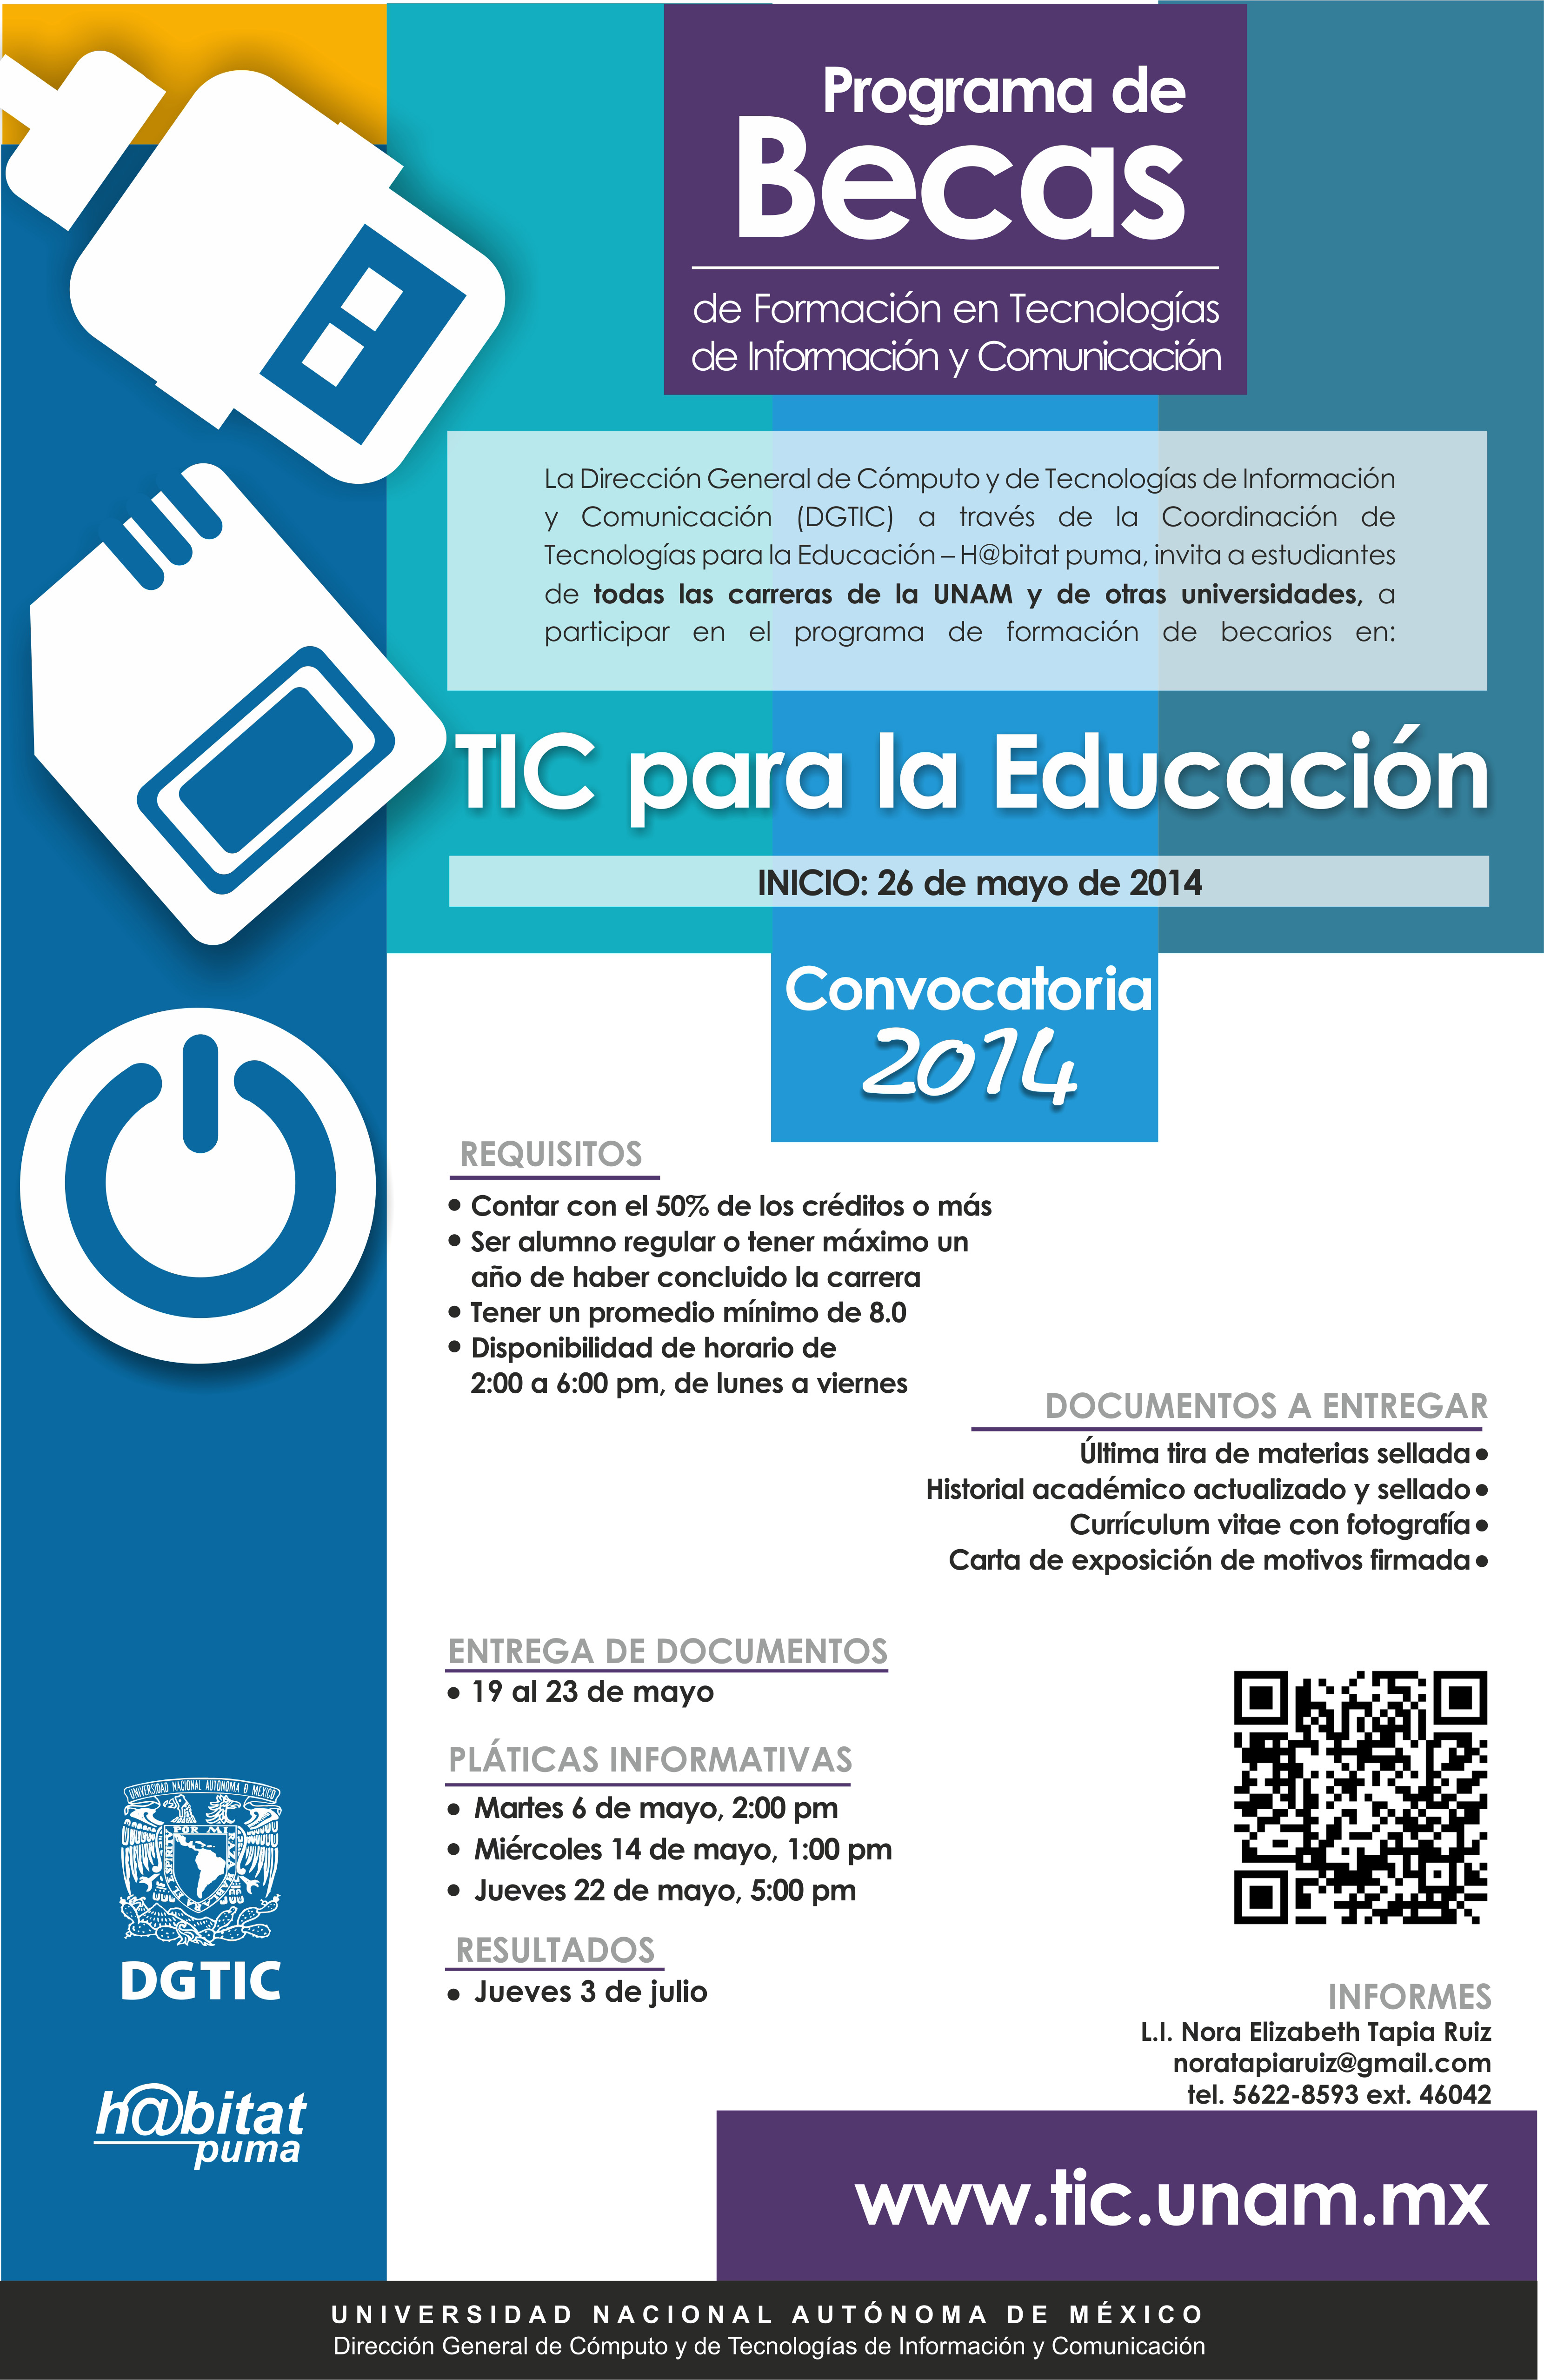 Programa de
Becas
de Formación en Tecnologías
de Información y Comunicación
La Dirección General de Cómputo y de Tecnologías de Información
y Comunicación (DGTIC) a través de la Coordinación de
Tecnologías para la Educación – H@bitat puma, invita a estudiantes
de todas las carreras de la UNAM y de otras universidades, a
participar en el programa de formación de becarios en:
TIC para la Educación
INICIO: 26 de mayo de 2014
Convocatoria
2014
REQUISITOS
• Contar con el 50% de los créditos o más
• Ser alumno regular o tener máximo un
año de haber concluido la carrera
• Tener un promedio mínimo de 8.0
• Disponibilidad de horario de
2:00 a 6:00 pm, de lunes a viernes
DOCUMENTOS A ENTREGAR
Última tira de materias sellada •
Historial académico actualizado y sellado •
Currículum vitae con fotografía •
Carta de exposición de motivos firmada •
ENTREGA DE DOCUMENTOS
• 19 al 23 de mayo
PLÁTICAS INFORMATIVAS
• Martes 6 de mayo, 2:00 pm
• Miércoles 14 de mayo, 1:00 pm
• Jueves 22 de mayo, 5:00 pm
RESULTADOS
• Jueves 3 de julio
INFORMES
L.I. Nora Elizabeth Tapia Ruiz
noratapiaruiz@gmail.com
tel. 5622-8593 ext. 46042
UNIVERSIDAD NACIONAL AUTÓNOMA D MÉXICO
POR MI RAZA HABLARA EL ESPIRITU
DGTIC
h@bitat
puma
www.tic.unam.mx
UNIVERSIDAD NACIONAL AUTÓNOMA DE MÉXICO
Dirección General de Cómputo y de Tecnologías de Información y Comunicación